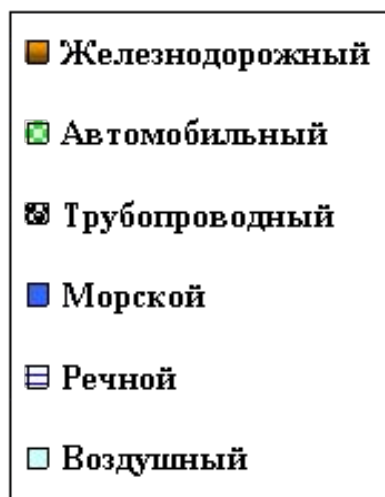 Железнодорожный
Автомобильный
Трубопроводный
Морской
Речной
Воздушный